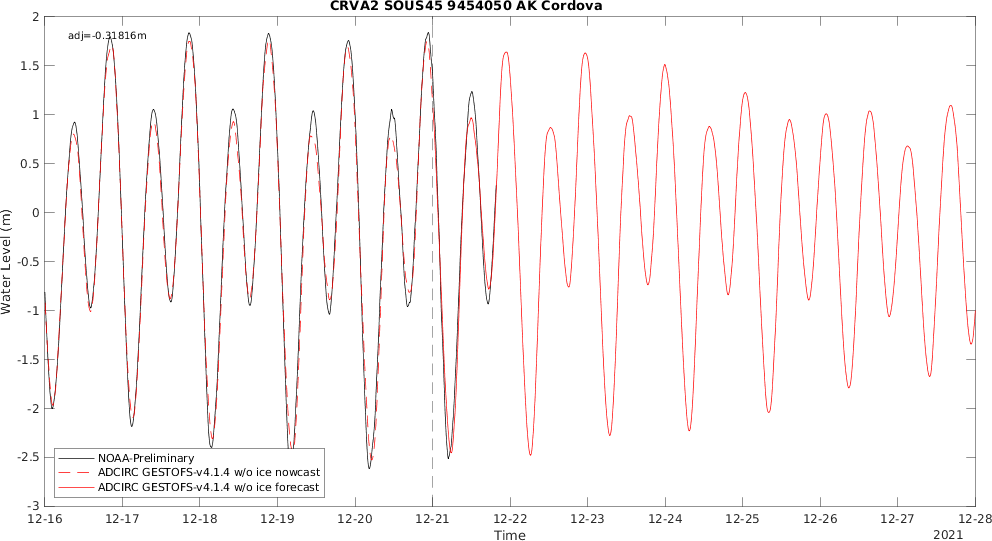 CRVA2 SOUS45 9454050 AK Cordova
adj=-0.31816m
Water Level (m)
2
1.5
1
0.5
0
-0.5
-1
-1.5
-2
-2.5
-3
NOAA-Preliminary
ADCIRC GESTOFS-v4.1.4 w/o ice nowcast
ADCIRC GESTOFS-v4.1.4 w/o ice forecast
12-16 12-17 12-18 12-19 12-20 12-21 12-22 12-23 12-24 12-25 12-26 12-27 12-28
Time
2021